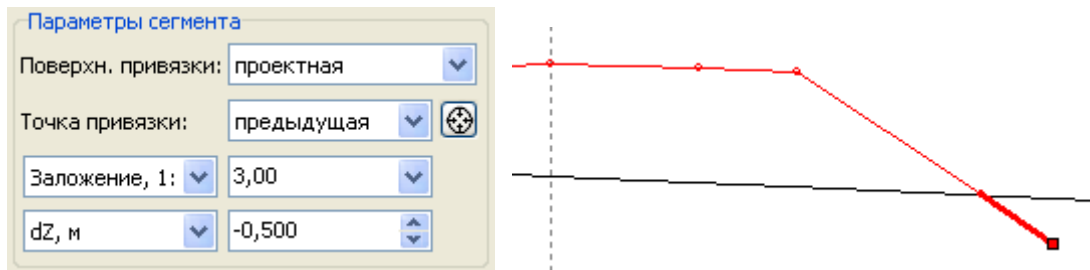 Параметры сегмента
Поверхн. привязки: проектная
Точка привязки: предыдущая
Заложение, 1: 3,00
dZ, м -0,500